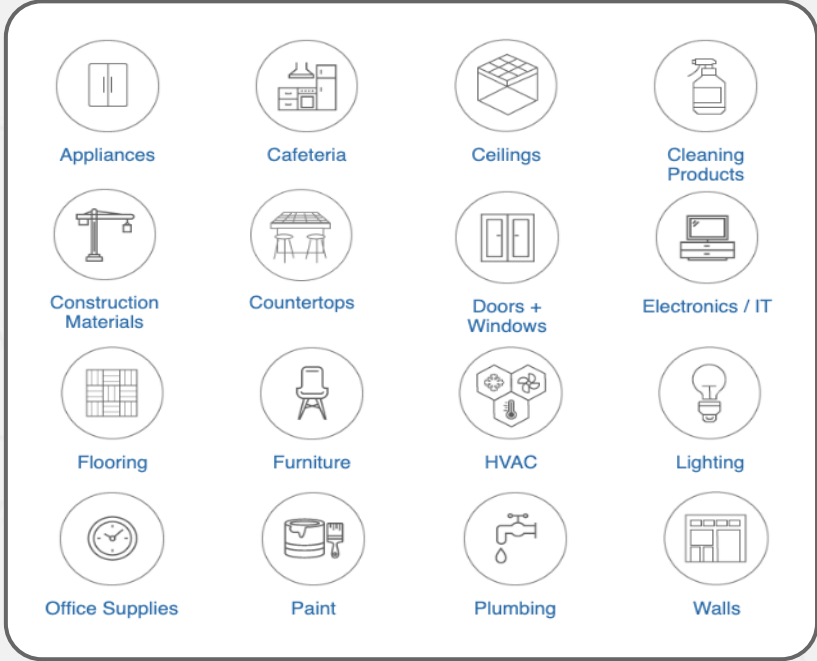 Appliances
Cafeteria
Ceilings
Cleaning
Products
Construction
Materials
Countertops
Doors +
Windows
Electronics / IT
Flooring
Furniture
HVAC
Lighting
Office Supplies
Paint
Plumbing
Walls